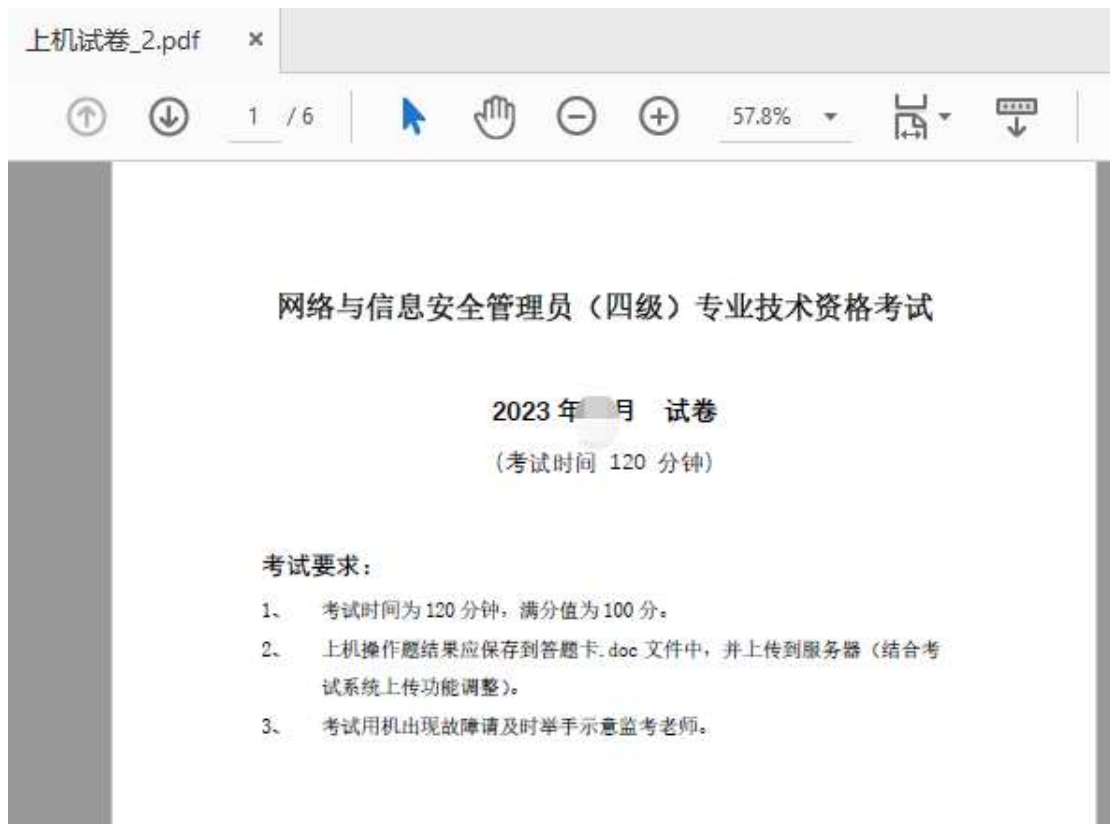 上机试卷_2.pdf ×
1 / 6 57.8%
网络与信息安全管理员（四级）专业技术资格考试
2023 年 月 试卷
（考试时间 120 分钟）
考试要求：
1、 考试时间为 120 分钟，满分值为 100 分。
2、 上机操作题结果应保存到答题卡.doc 文件中，并上传到服务器（结合考
试系统上传功能调整）。
3、 考试用机出现故障请及时举手示意监考老师。